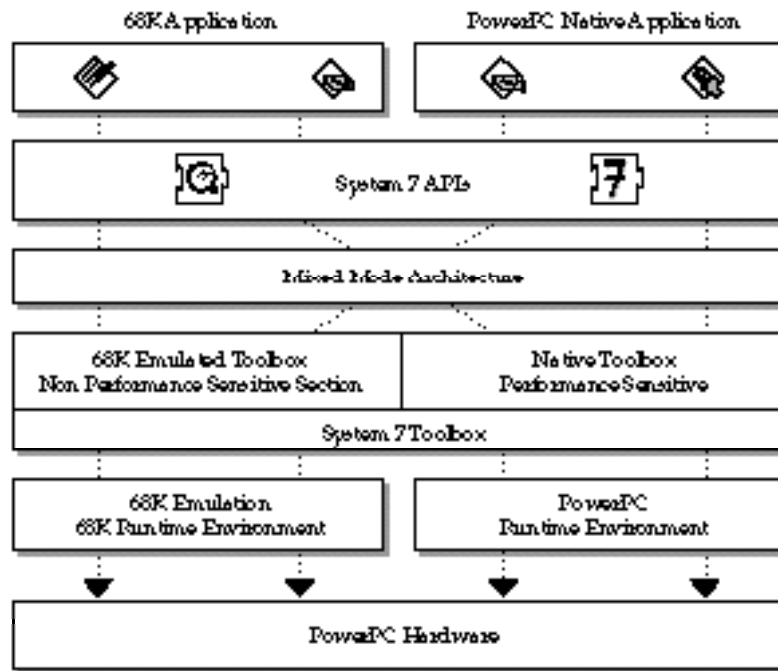 68K Application
PowerPC Native Application
System 7 APIs
7
Mixed Mode Architecture
68K Emulated Toolbox
Non Performance Sensitive Section
Native Toolbox
Performance Sensitive
System 7 Toolbox
68K Emulation
68K Runtime Environment
PowerPC
Runtime Environment
PowerPC Hardware